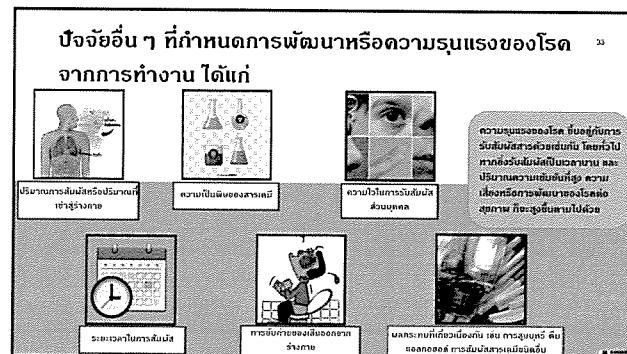 ปัจจัยอื่น ๆ ที่กำหนดการพัฒนาหรือความรุนแรงของโรค
จากการทำงาน ได้แก่
33
ปริมาณการสัมผัสหรือปริมาณที่
เข้าสู่ร่างกาย
ความเป็นพิษของสารเคมี
ความไวในการรับสัมผัส
ส่วนบุคคล
ความรุนแรงของโรค ขึ้นอยู่กับการ
รับสัมผัสสารด้วยเช่นกัน โดยทั่วไป
หากยิ่งรับสัมผัสเป็นเวลานาน และ
ปริมาณความเข้มข้นที่สูง ความ
เสี่ยงหรือการพัฒนาของโรคต่อ
สุขภาพ ก็จะสูงขึ้นตามไปด้วย
ระยะเวลาในการสัมผัส
การขับถ่ายของเสียออกจาก
ร่างกาย
ผลกระทบที่เกี่ยวเนื่องกัน เช่น การสูบบุหรี่ ดื่ม
แอลกอฮอล์ การสัมผัสสารเคมีชนิดอื่น